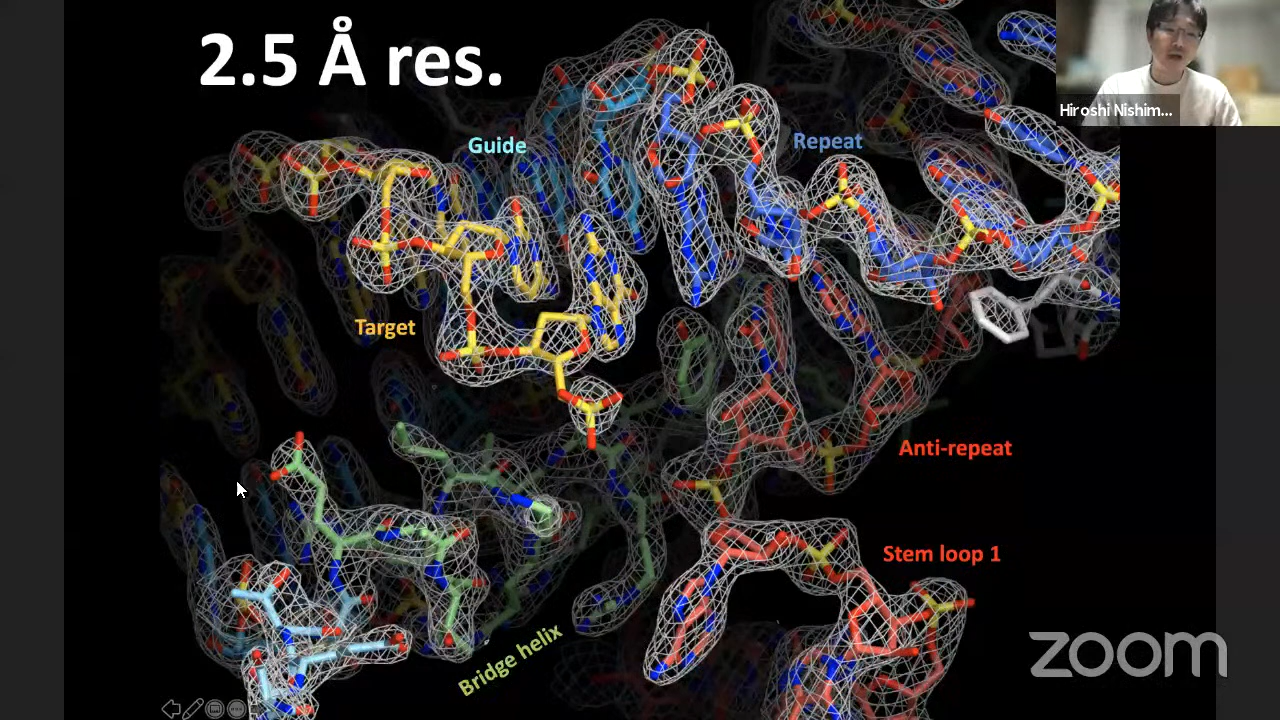 2.5 Å res.
Hiroshi Nishim...
Guide
Repeat
Target
Anti-repeat
Stem loop 1
Bridge helix
zoom